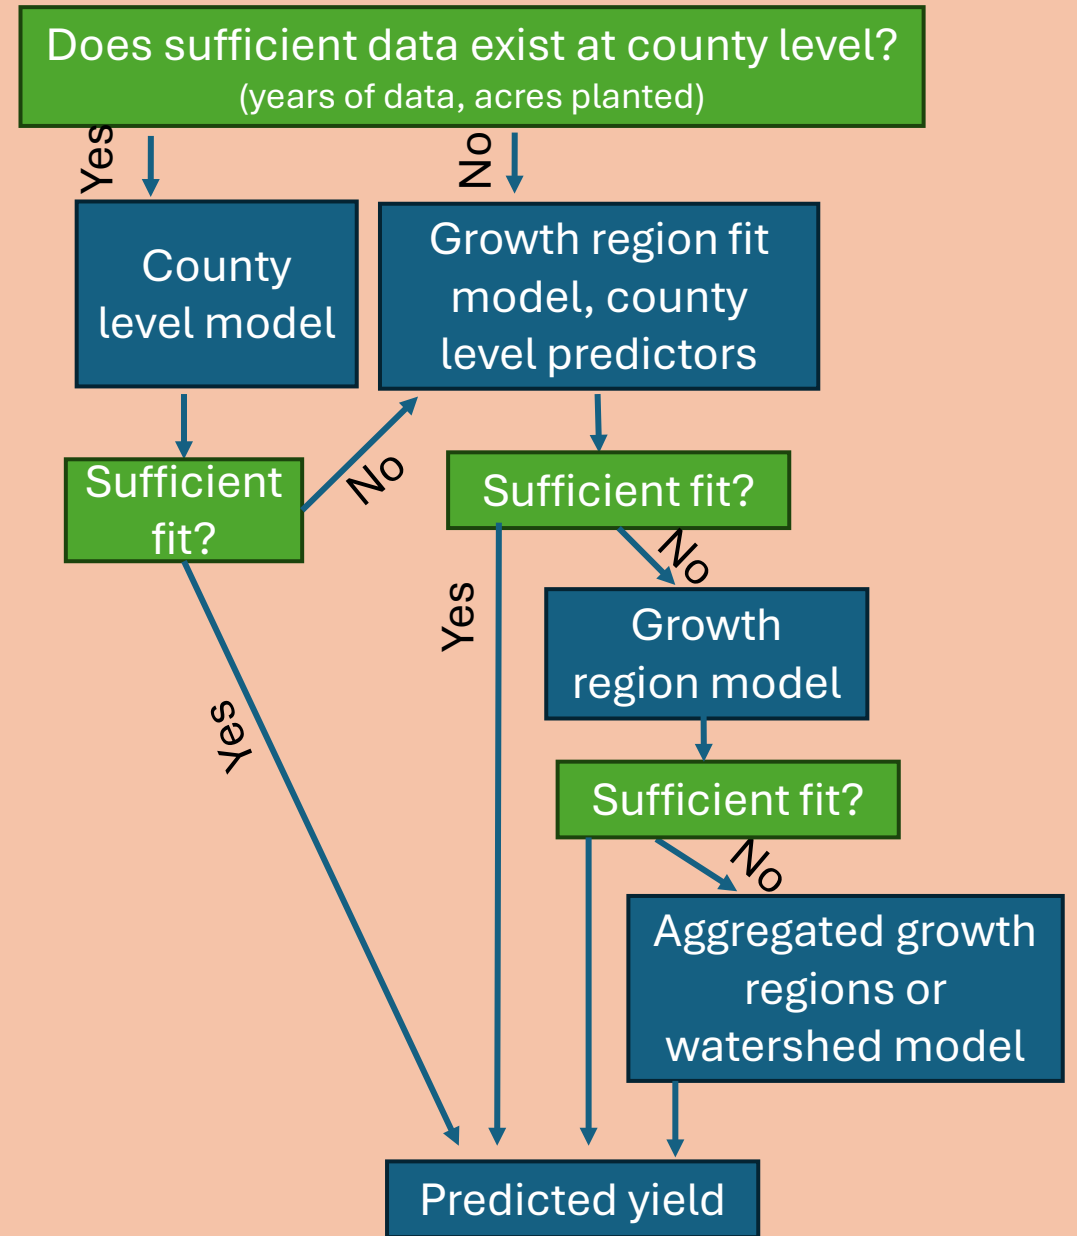 Does sufficient data exist at county level?
(years of data, acres planted)
Yes
No
County
level model
Growth region fit
model, county
level predictors
Sufficient
fit?
No
Sufficient fit?
Yes
No
Growth
region model
Yes
Sufficient fit?
No
Aggregated growth
regions or
watershed model
Predicted yield